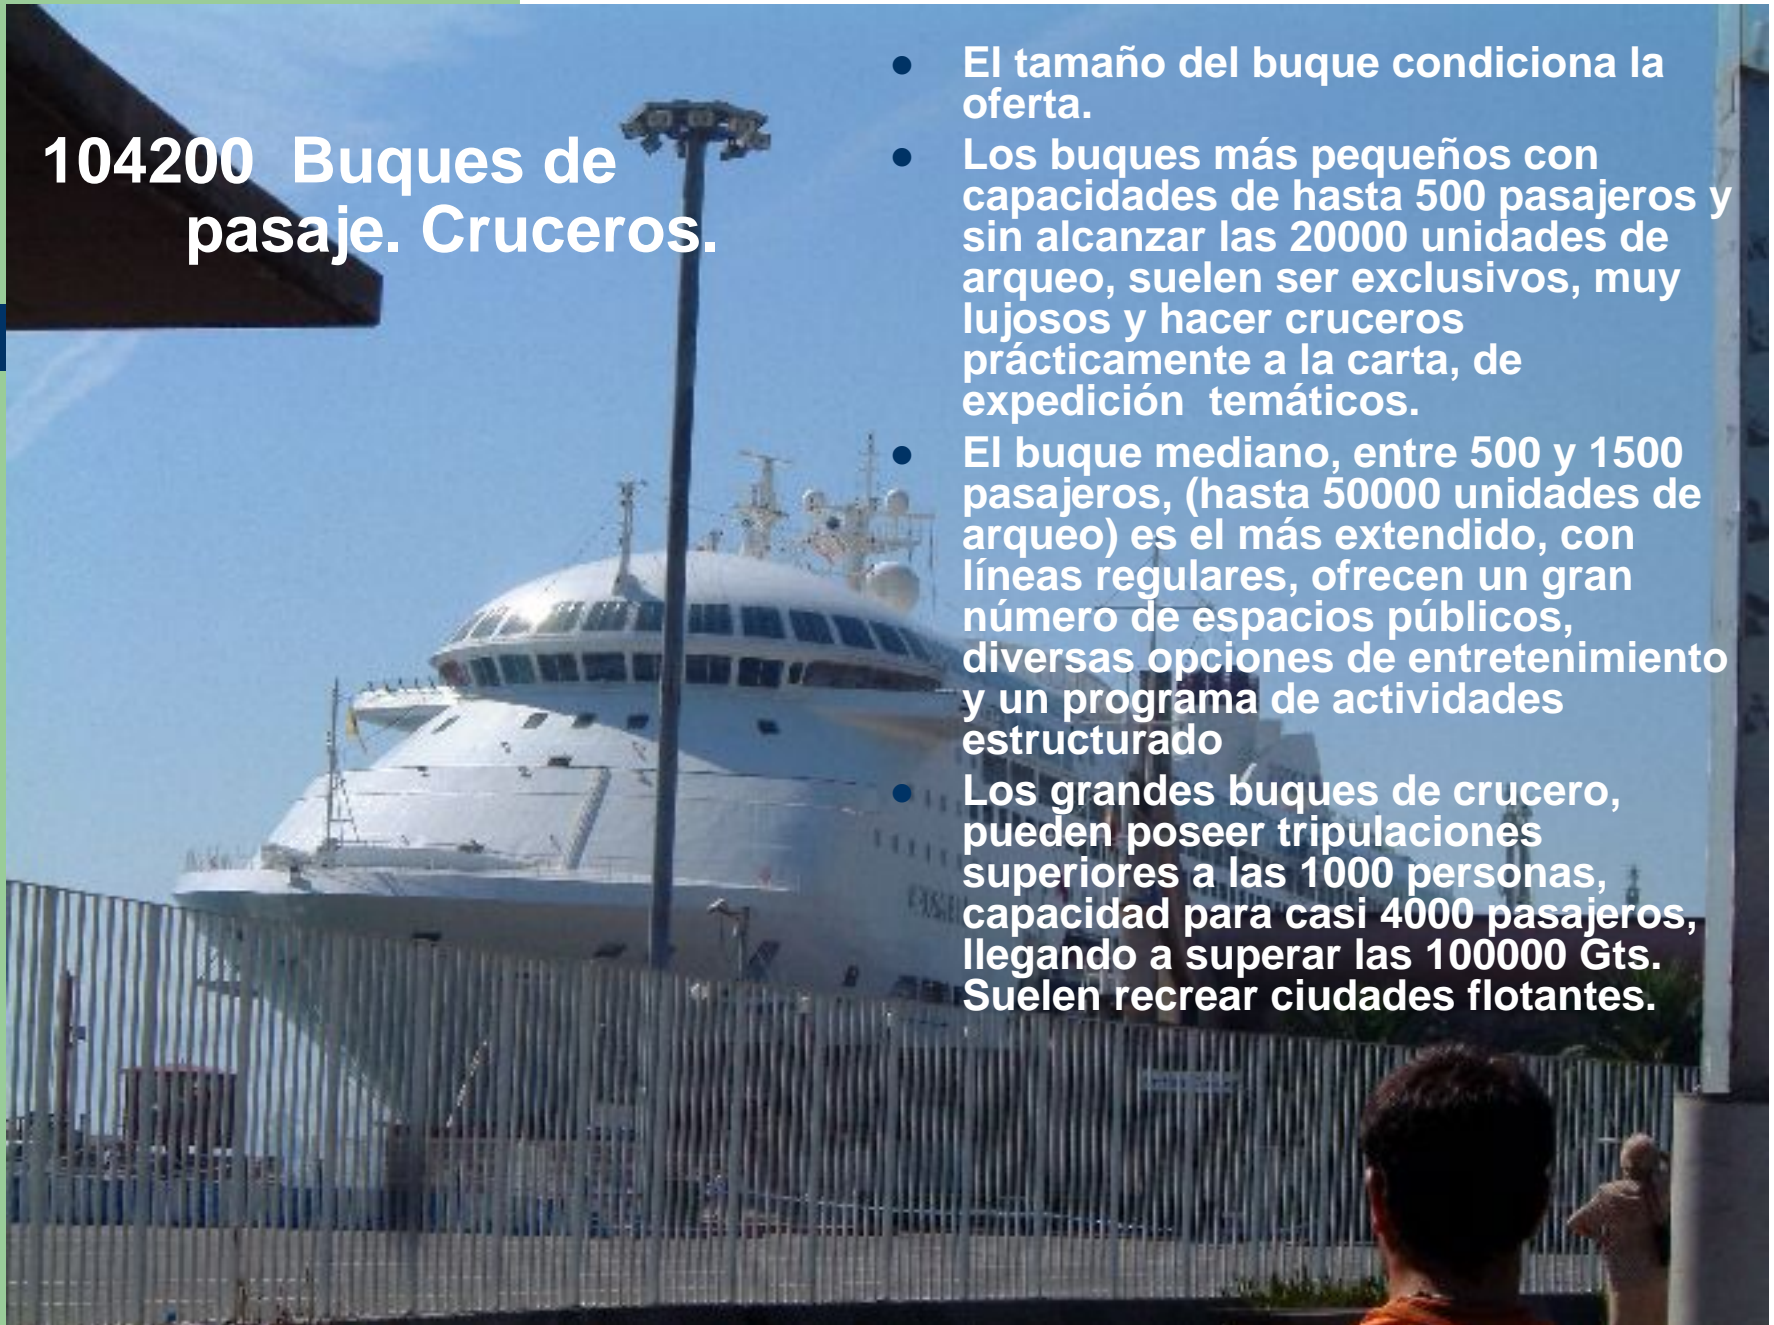 104200 Buques de
pasaje. Cruceros.
● El tamaño del buque condiciona la
oferta.
● Los buques más pequeños con
capacidades de hasta 500 pasajeros y
sin alcanzar las 20000 unidades de
arqueo, suelen ser exclusivos, muy
lujosos y hacer cruceros
prácticamente a la carta, de
expedición temáticos.
● El buque mediano, entre 500 y 1500
pasajeros, (hasta 50000 unidades de
arqueo) es el más extendido, con
líneas regulares, ofrecen un gran
número de espacios públicos,
diversas opciones de entretenimiento
y un programa de actividades
estructurado
● Los grandes buques de crucero,
pueden poseer tripulaciones
superiores a las 1000 personas,
capacidad para casi 4000 pasajeros,
llegando a superar las 100000 Gts.
Suelen recrear ciudades flotantes.